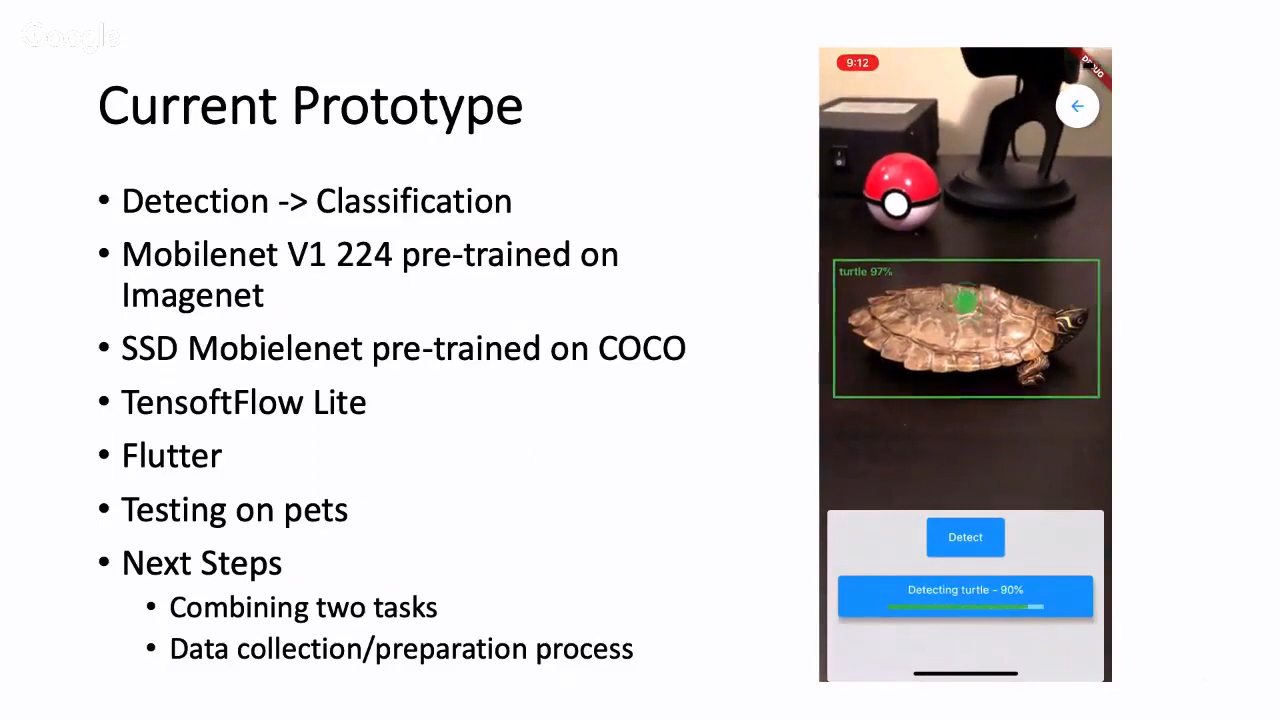 Google
Current Prototype
• Detection -> Classification
• Mobilenet V1 224 pre-trained on
Imagenet
• SSD Mobielenet pre-trained on COCO
• TensoftFlow Lite
• Flutter
• Testing on pets
• Next Steps
• Combining two tasks
• Data collection/preparation process
9:12
DEBUG
turtle 97%
Detect
Detecting turtle - 90%